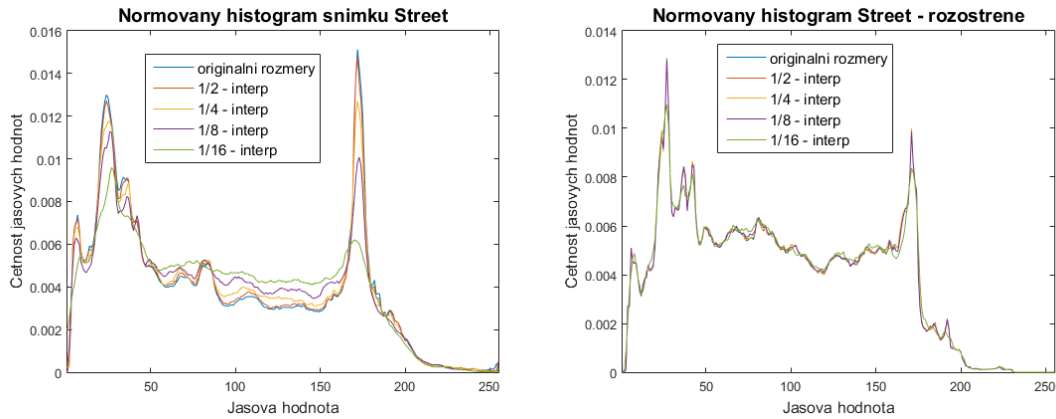 Normovany histogram snimku Street
0.016
0.014
0.012
0.01
0.008
0.006
0.004
0.002
0
Cetnost jasovych hodnot
originalni rozmery
1/2 - interp
1/4 - interp
1/8 - interp
1/16 - interp
50 100 150 200 250
Jasova hodnota
Normovany histogram Street - rozostrene
0.014
0.012
0.01
0.008
0.006
0.004
0.002
0
Cetnost jasovych hodnot
originalni rozmery
1/2 - interp
1/4 - interp
1/8 - interp
1/16 - interp
50 100 150 200 250
Jasova hodnota